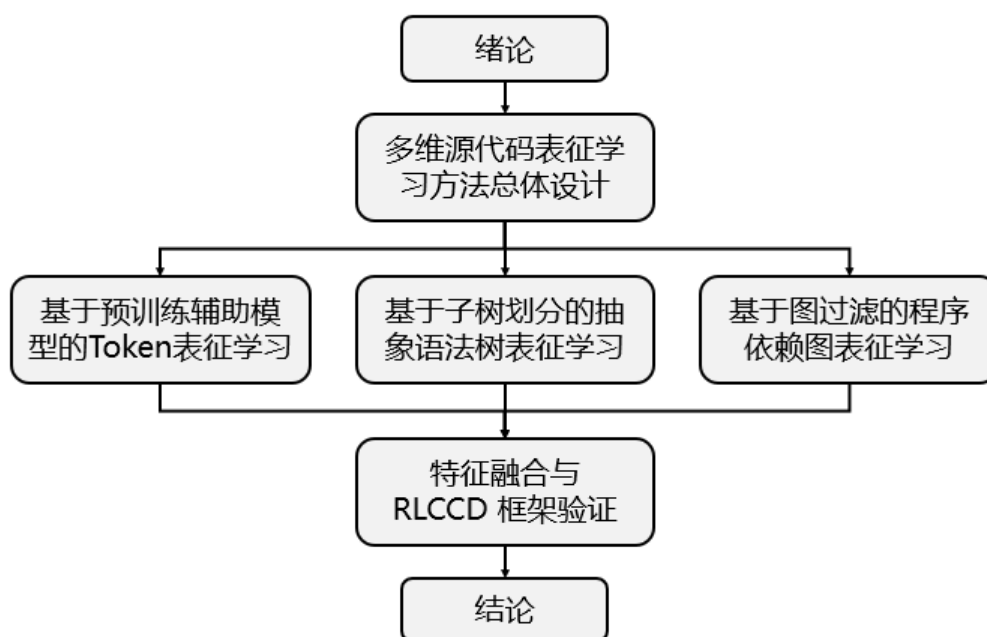 绪论
多维源代码表征学
习方法总体设计
基于预训练辅助模
型的Token表征学习
基于子树划分的抽
象语法树表征学习
基于图过滤的程序
依赖图表征学习
特征融合与
RLCCD 框架验证
结论